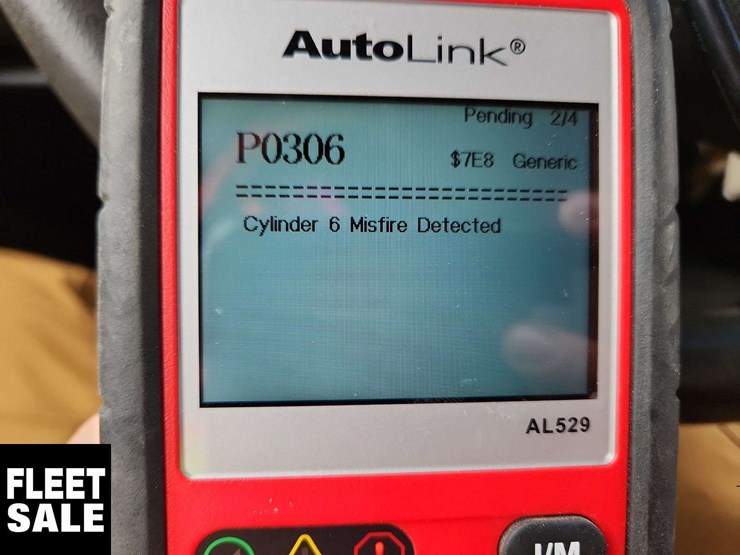 AutoLink®
Pending 2/4
P0306
$7E8 Generic
==============================
Cylinder 6 Misfire Detected
AL529
FLEET
SALE
I/M